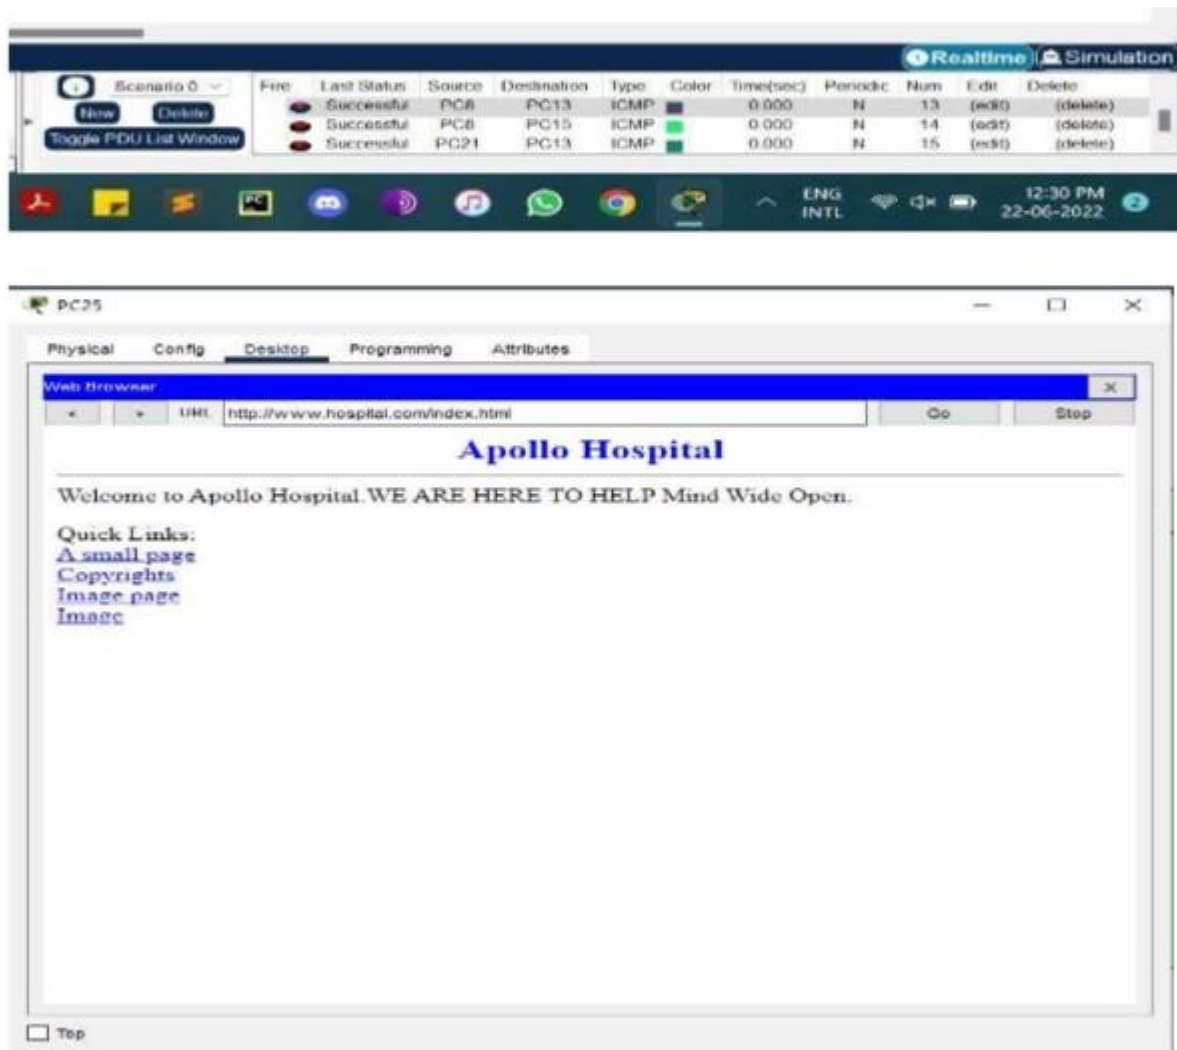 Realtime Simulation
Scenario 0 Fire Last Status Source Destination Type Color Time(sec) Periodic Num Edit Delete
New Delete Successful PC8 PC13 ICMP 0.000 N 13 (edit) (delete)
Successful PC8 PC15 ICMP 0.000 N 14 (edit) (delete)
Toggle PDU List Window Successful PC21 PC13 ICMP 0.000 N 15 (edit) (delete)
PC
ENG 12:30 PM 2
INTL 22-06-2022
PC25
Physical Config Desktop Programming Attributes
Web Browser X
< > URL http://www.hospital.com/index.html Go Stop
Apollo Hospital
Welcome to Apollo Hospital.WE ARE HERE TO HELP Mind Wide Open.
Quick Links:
A small page
Copyrights
Image page
Image
Top